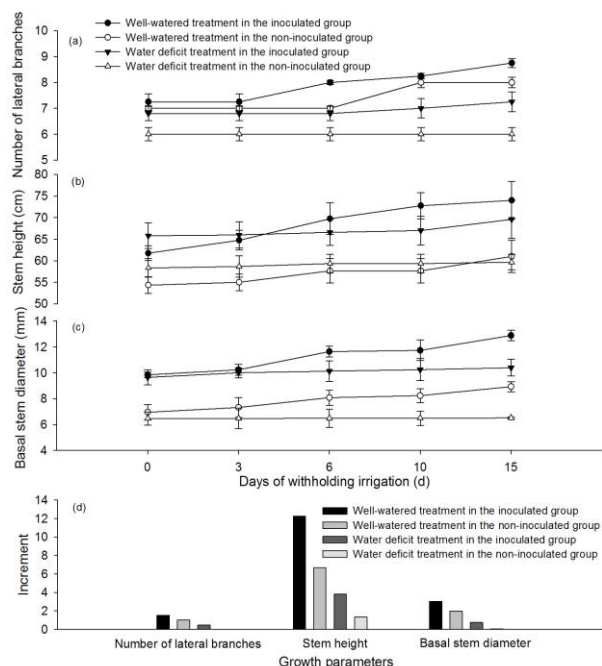 (a)
Well-watered treatment in the inoculated group
Well-watered treatment in the non-inoculated group
Water deficit treatment in the inoculated group
Water deficit treatment in the non-inoculated group
Number of lateral branches
10
9
8
7
6
5
(b)
Stem height (cm)
80
75
70
65
60
55
50
(c)
Basal stem diameter (mm)
14
12
10
8
6
4
0 3 6 10 15
Days of withholding irrigation (d)
(d)
Well-watered treatment in the inoculated group
Well-watered treatment in the non-inoculated group
Water deficit treatment in the inoculated group
Water deficit treatment in the non-inoculated group
Increment
14
12
10
8
6
4
2
0
Number of lateral branches Stem height Basal stem diameter
Growth parameters